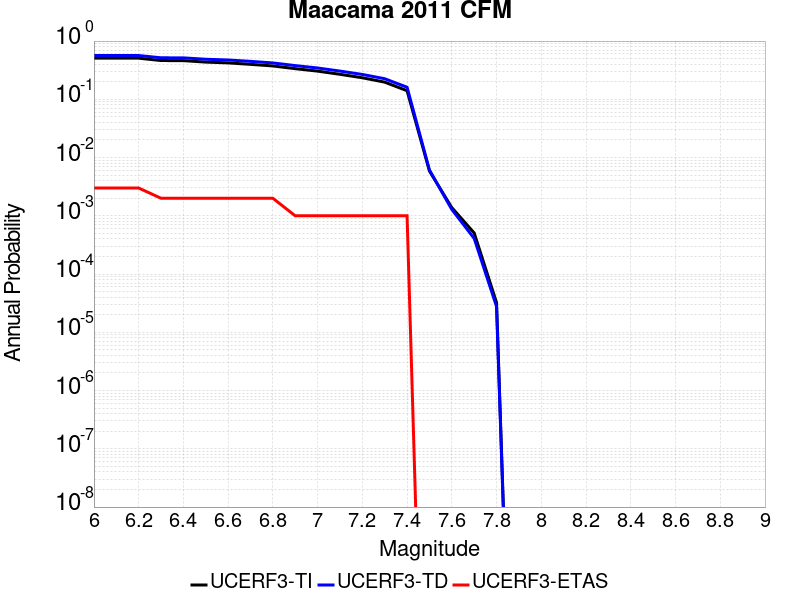 Maacama 2011 CFM
10^0
10^-1
10^-2
10^-3
10^-4
10^-5
10^-6
10^-7
10^-8
Annual Probability
6 6.2 6.4 6.6 6.8 7 7.2 7.4 7.6 7.8 8 8.2 8.4 8.6 8.8 9
Magnitude
UCERF3-TI UCERF3-TD UCERF3-ETAS